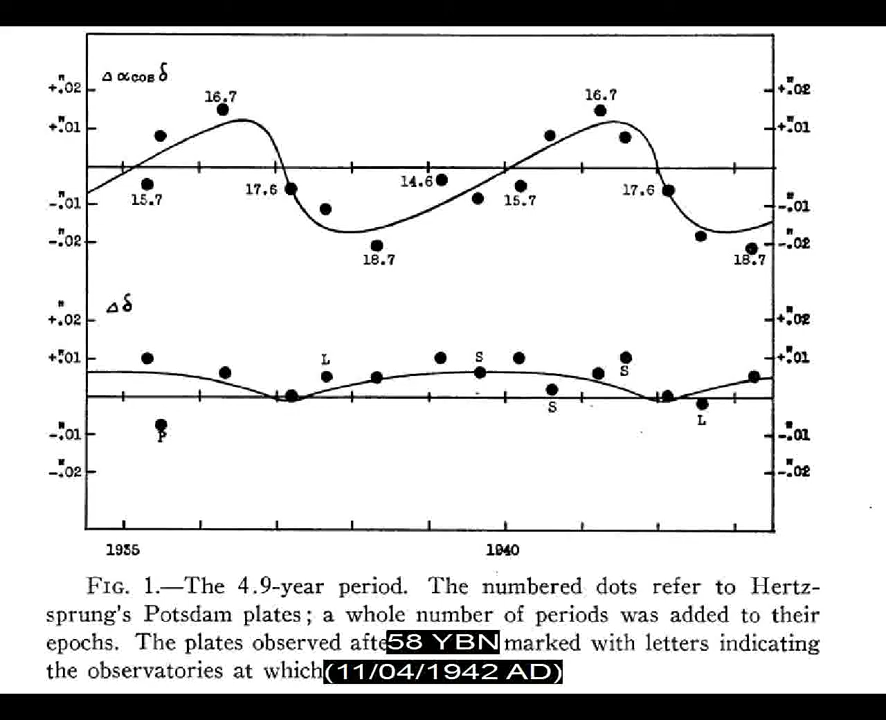 Δ α cos δ
+".02 +".02
16.7 16.7
+".01 +".01
15.7 17.6 14.6 15.7 17.6
-".01 -".01
-".02 -".02
18.7 18.7
Δ δ
+".02 +".02
+".01 +".01
L S S
S L
-".01 -".01
P
-".02 -".02
1935 1940
FIG. 1.—The 4.9-year period. The numbered dots refer to Hertz-
sprung's Potsdam plates; a whole number of periods was added to their
epochs. The plates observed afte 58 YBN marked with letters indicating
the observatories at which (11/04/1942 AD)